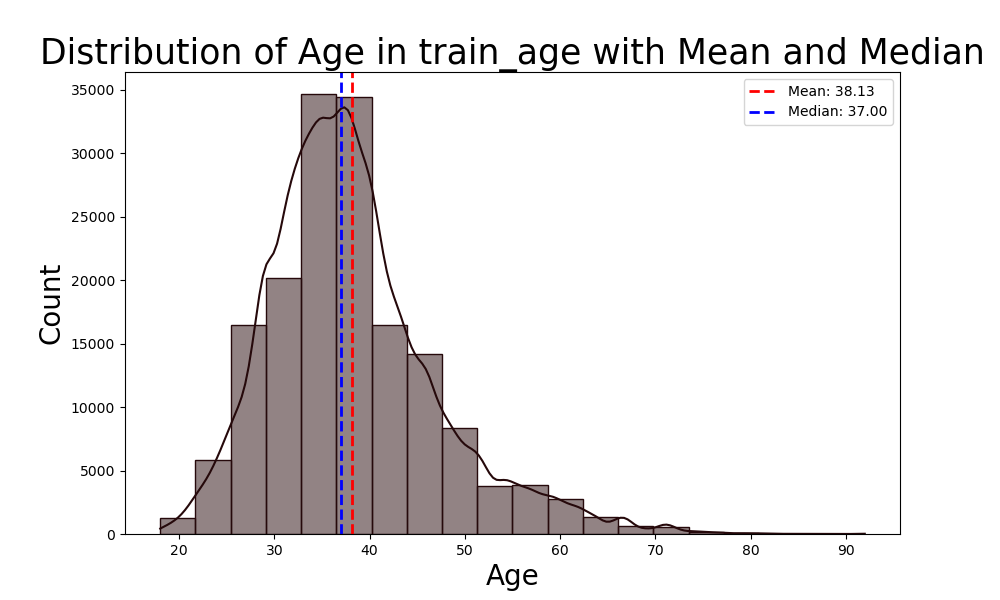 Distribution of Age in train_age with Mean and Median
Mean: 38.13
Median: 37.00
35000
30000
25000
20000
15000
10000
5000
0
Count
20 30 40 50 60 70 80 90
Age